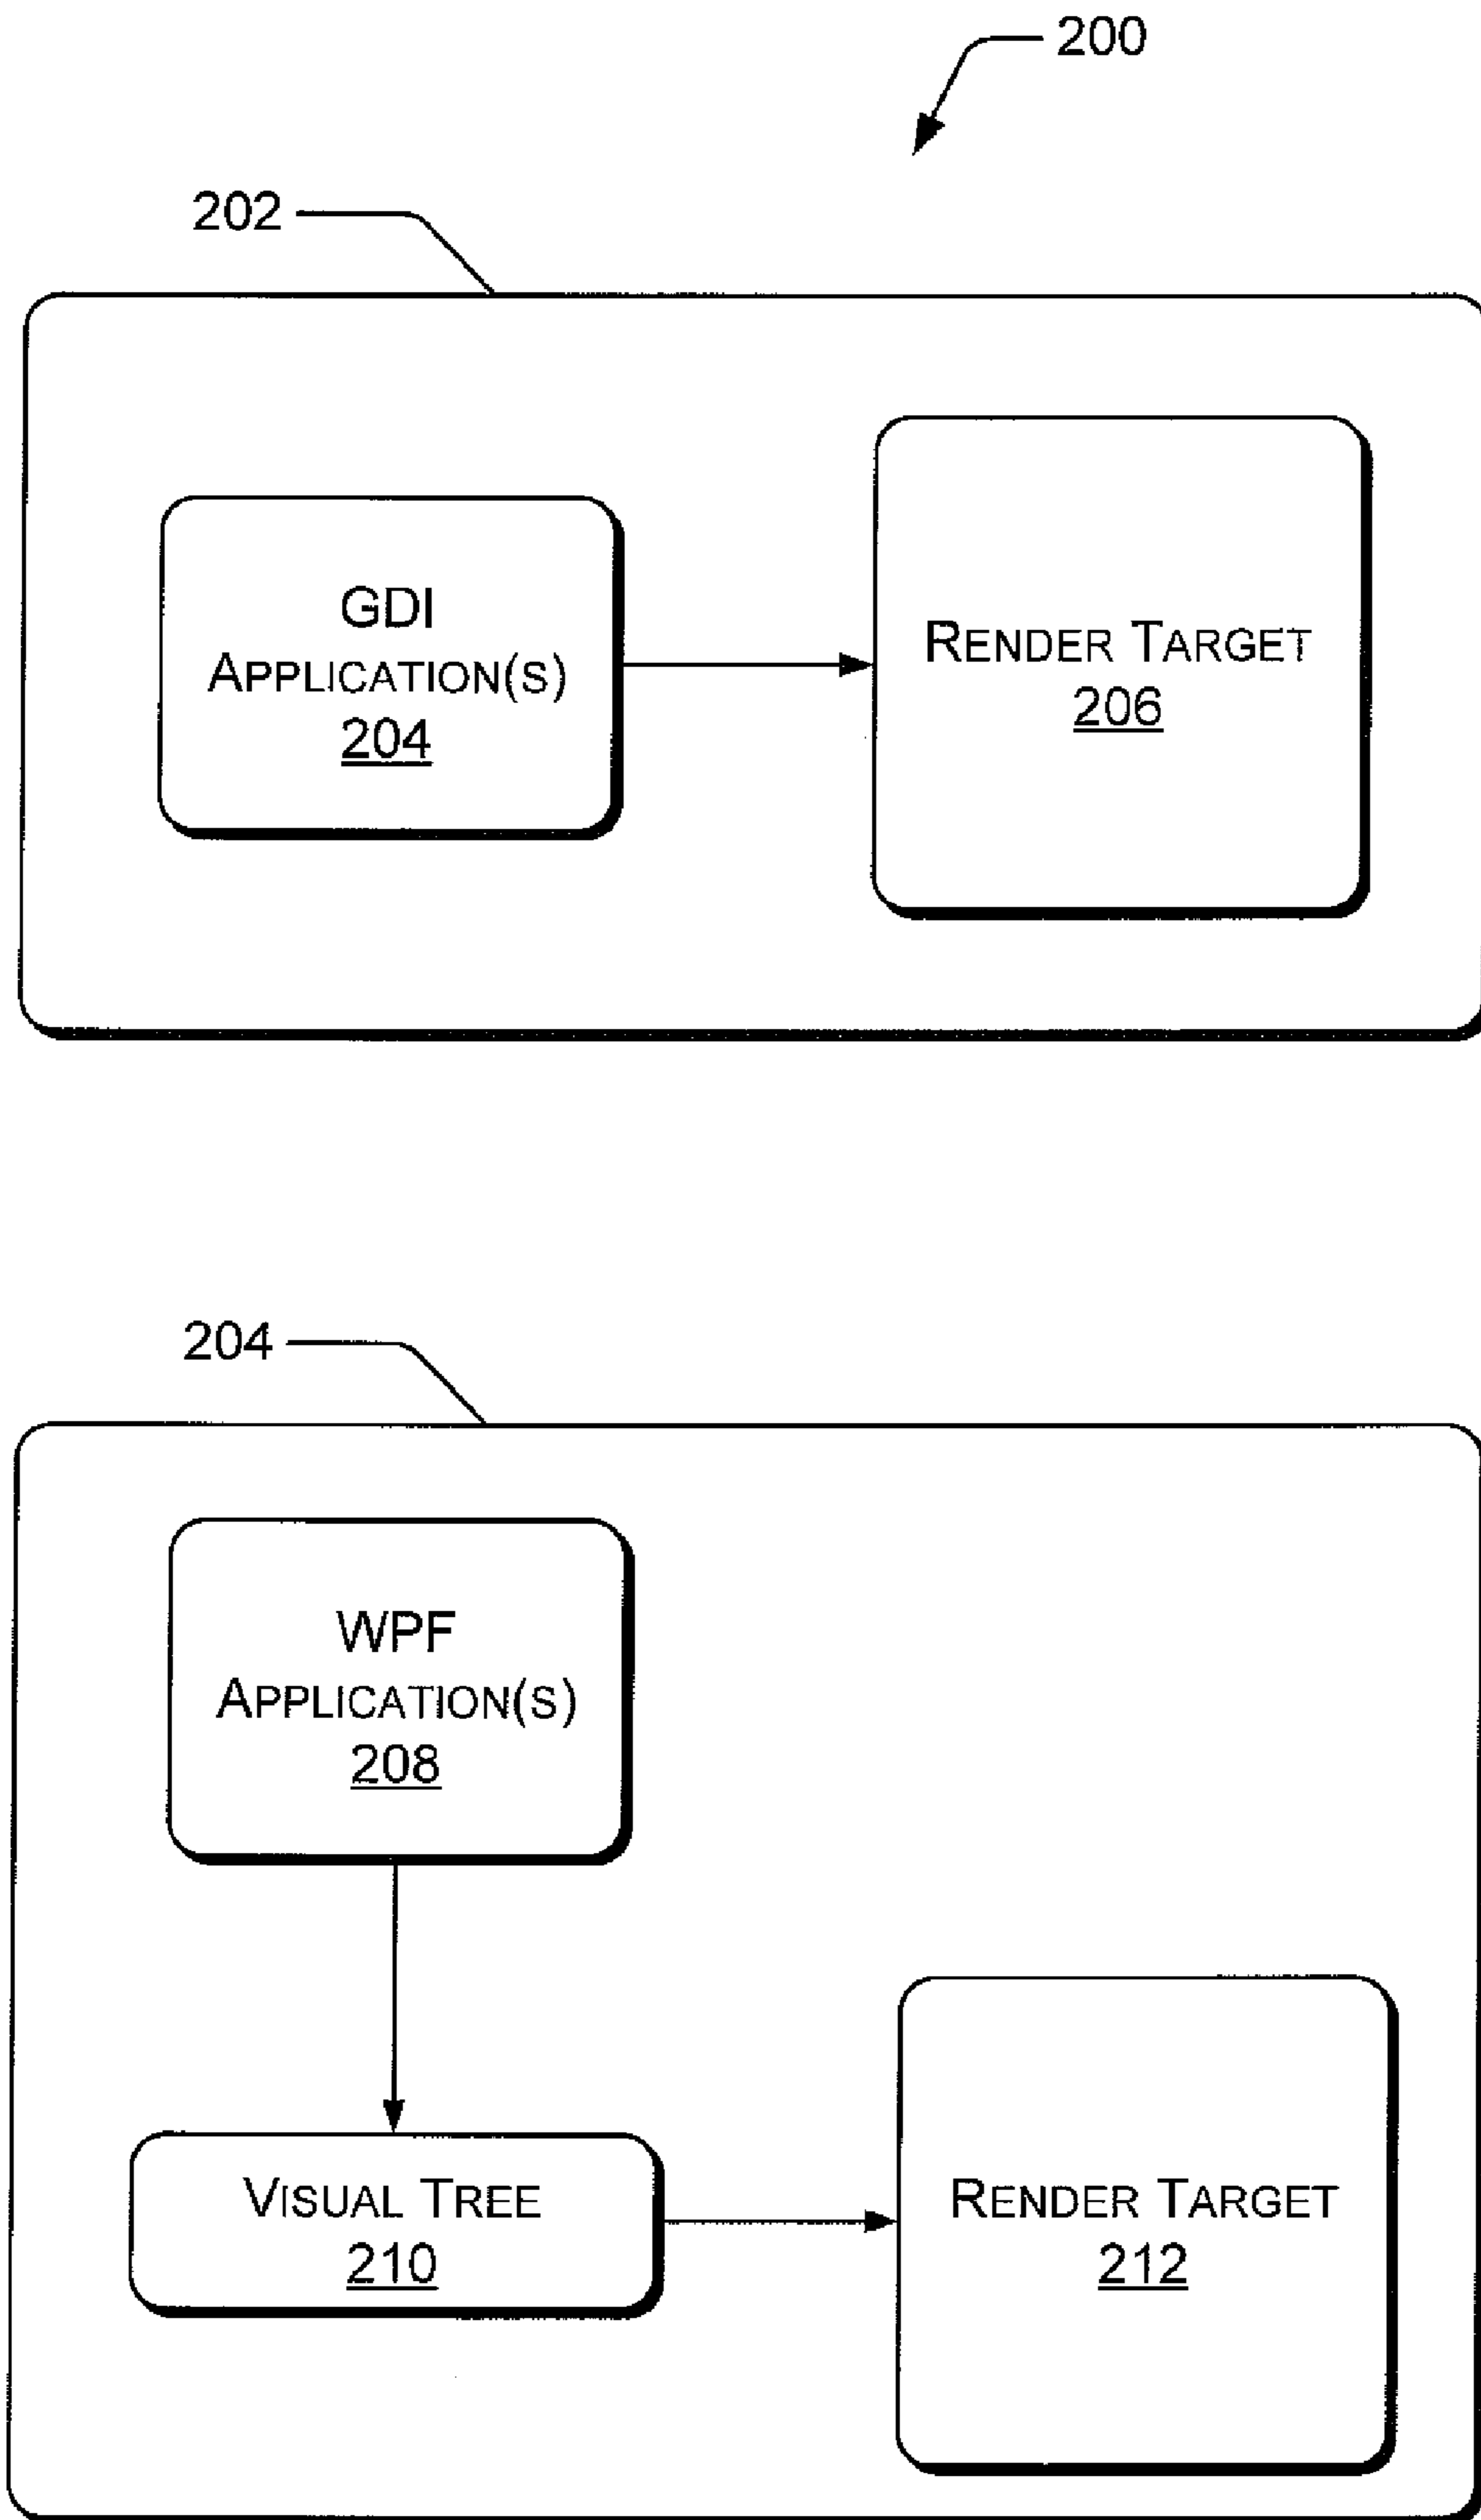 200
202
GDI
APPLICATION(S)
204
RENDER TARGET
206
204
WPF
APPLICATION(S)
208
VISUAL TREE
210
RENDER TARGET
212